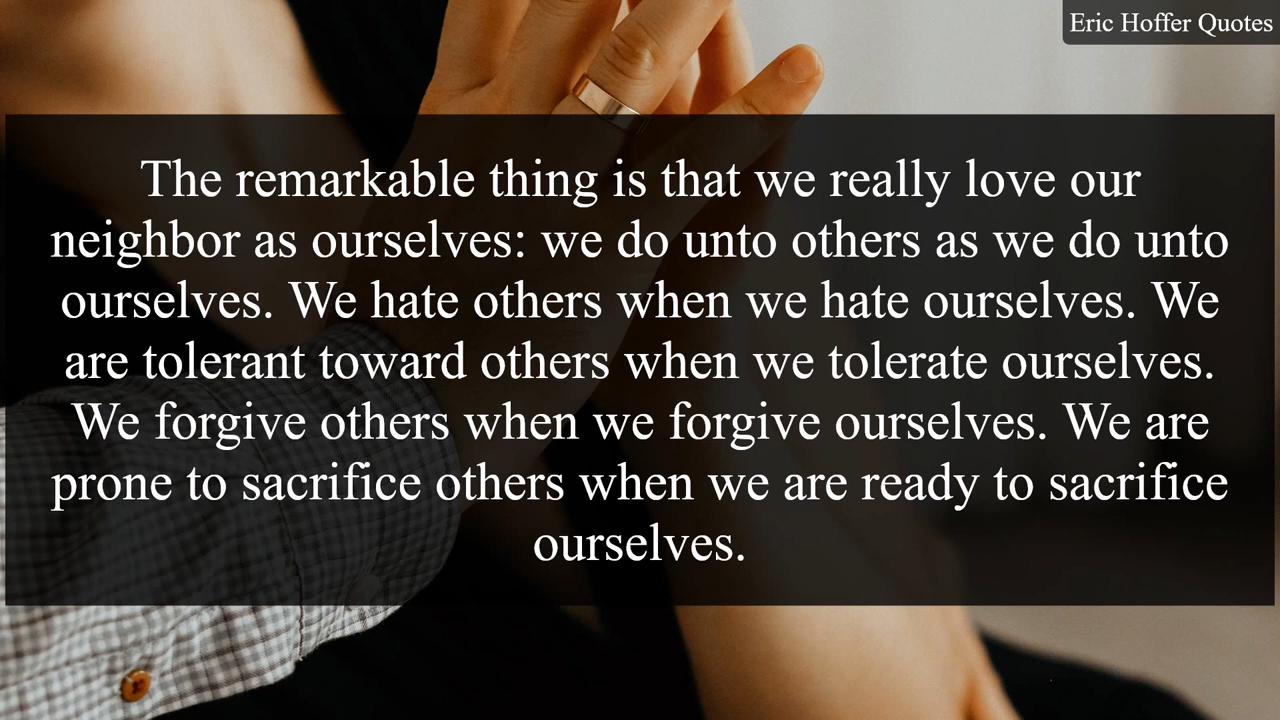 Eric Hoffer Quotes
The remarkable thing is that we really love our
neighbor as ourselves: we do unto others as we do unto
ourselves. We hate others when we hate ourselves. We
are tolerant toward others when we tolerate ourselves.
We forgive others when we forgive ourselves. We are
prone to sacrifice others when we are ready to sacrifice
ourselves.